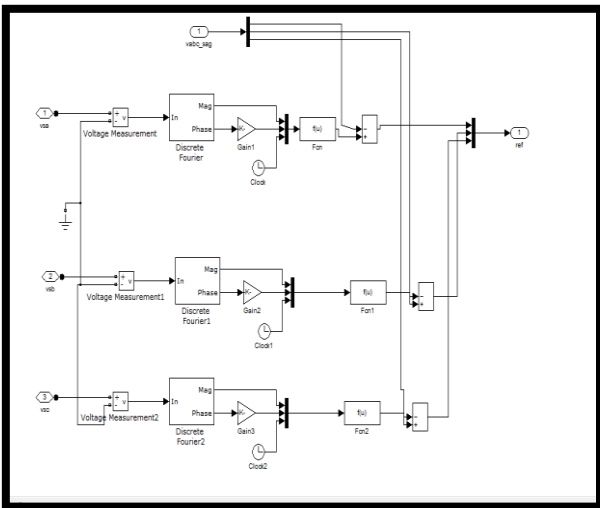 1
vabc_sag
1
vsa
+
-
v
Voltage Measurement
In
Mag
Phase
Discrete
Fourier
-K-
Gain1
Clock
f(u)
Fcn
-
+
1
ref
2
vsb
+
-
v
Voltage Measurement1
In
Mag
Phase
Discrete
Fourier1
-K-
Gain2
Clock1
f(u)
Fcn1
-
+
3
vsc
+
-
v
Voltage Measurement2
In
Mag
Phase
Discrete
Fourier2
-K-
Gain3
Clock2
f(u)
Fcn2
-
+